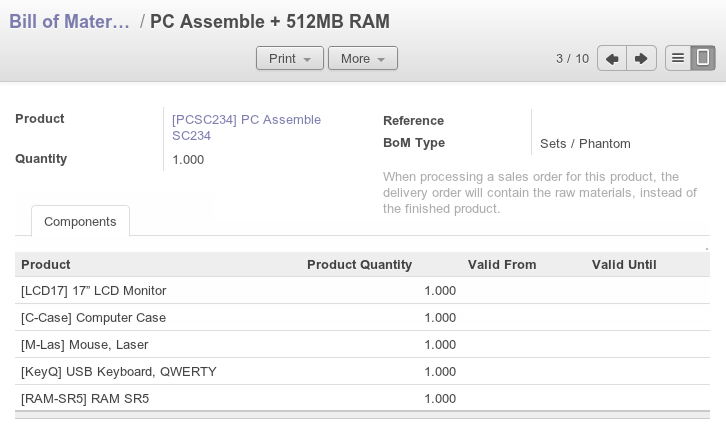 Bill of Mater... / PC Assemble + 512MB RAM
Print More 3 / 10
Product [PCSC234] PC Assemble SC234
Quantity 1.000
Reference
BoM Type Sets / Phantom
When processing a sales order for this product, the
delivery order will contain the raw materials, instead of
the finished product.
Components
Product Product Quantity Valid From Valid Until
[LCD17] 17” LCD Monitor 1.000
[C-Case] Computer Case 1.000
[M-Las] Mouse, Laser 1.000
[KeyQ] USB Keyboard, QWERTY 1.000
[RAM-SR5] RAM SR5 1.000